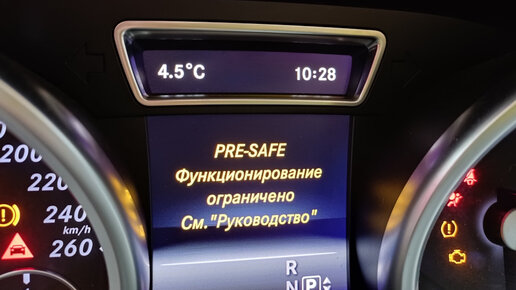 4.5°C 10:28
PRE-SAFE
Функционирование
ограничено
См."Руководство"
200
220
240
km/h
260
R
N P